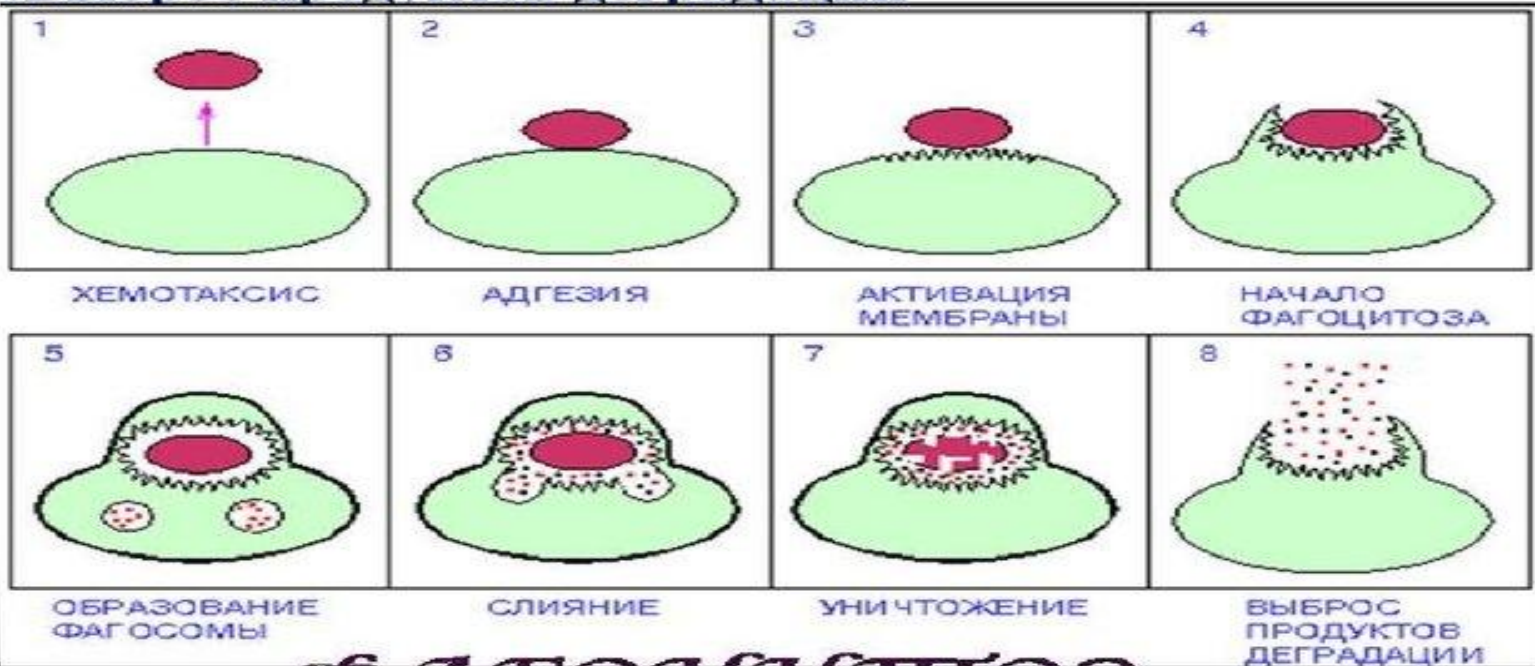 1
2
3
4
ХЕМОТАКСИС
АДГЕЗИЯ
АКТИВАЦИЯ
МЕМБРАНЫ
НАЧАЛО
ФАГОЦИТОЗА
5
6
7
8
ОБРАЗОВАНИЕ
ФАГОСОМЫ
СЛИЯНИЕ
УНИЧТОЖЕНИЕ
ВЫБРОС
ПРОДУКТОВ
ДЕГРАДАЦИИ